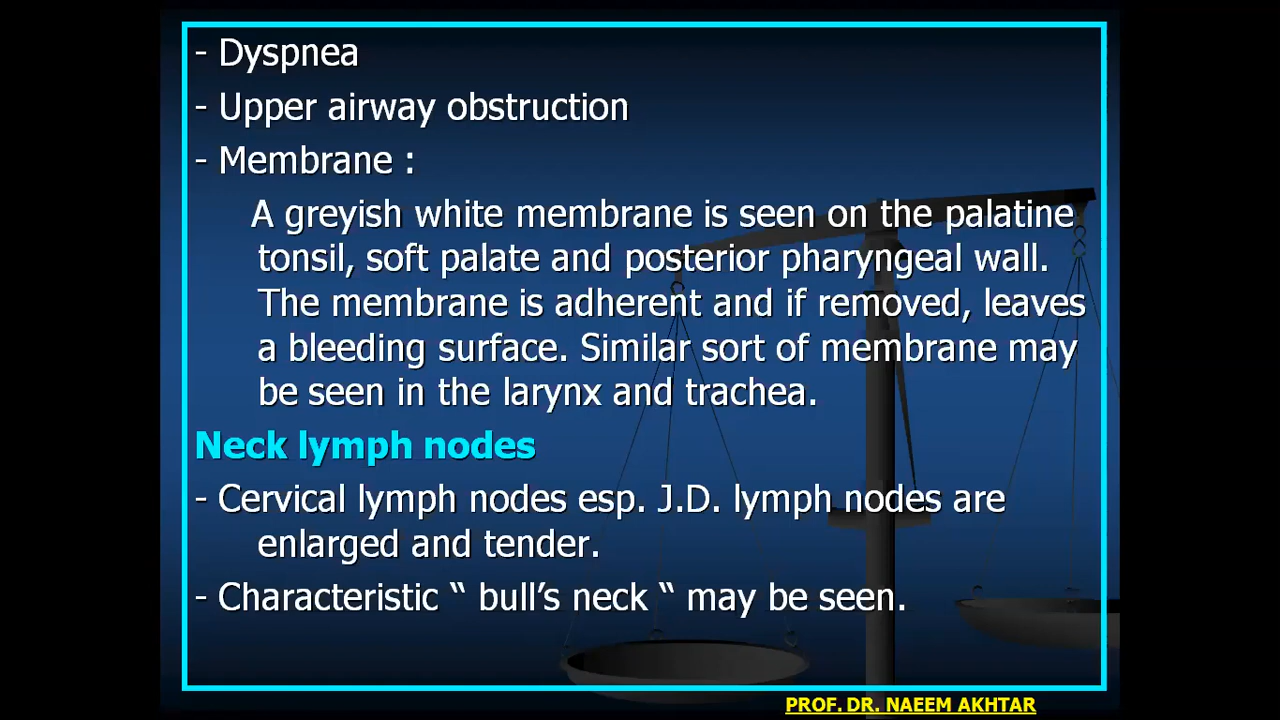 - Dyspnea
- Upper airway obstruction
- Membrane :
A greyish white membrane is seen on the palatine
tonsil, soft palate and posterior pharyngeal wall.
The membrane is adherent and if removed, leaves
a bleeding surface. Similar sort of membrane may
be seen in the larynx and trachea.
Neck lymph nodes
- Cervical lymph nodes esp. J.D. lymph nodes are
enlarged and tender.
- Characteristic “ bull’s neck “ may be seen.
PROF. DR. NAEEM AKHTAR